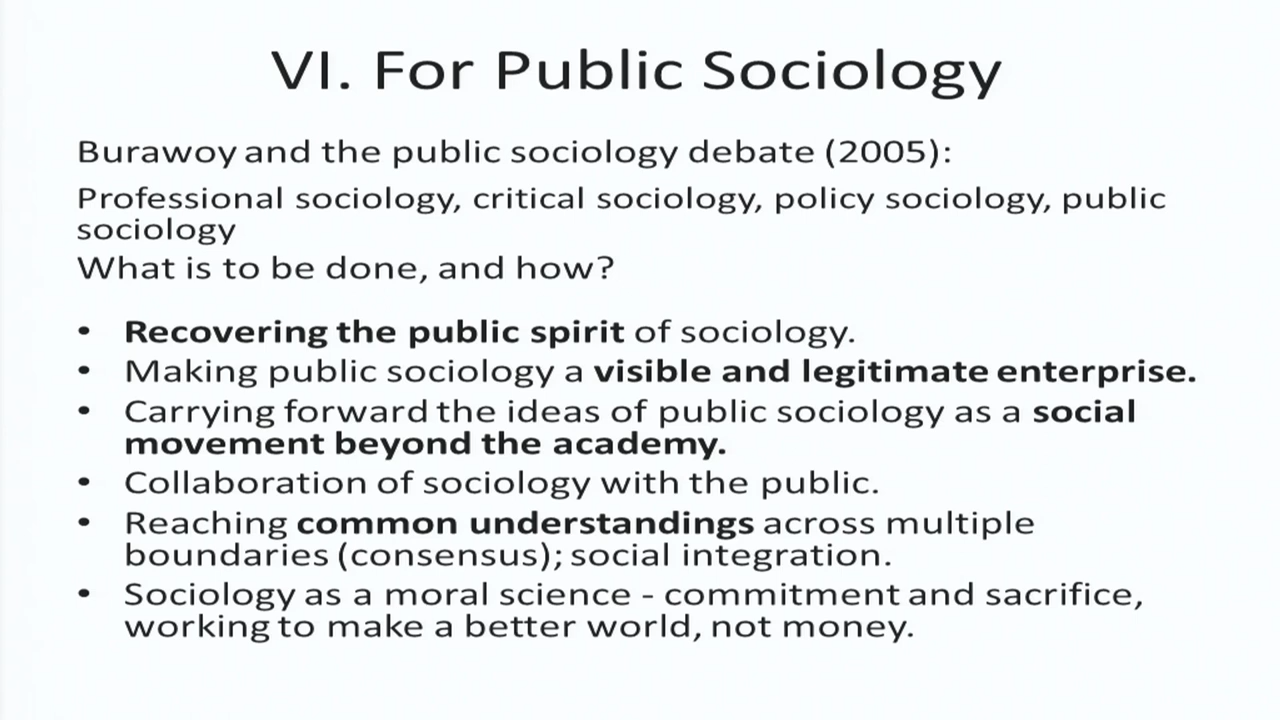 VI. For Public Sociology
Burawoy and the public sociology debate (2005):
Professional sociology, critical sociology, policy sociology, public
sociology
What is to be done, and how?
• Recovering the public spirit of sociology.
• Making public sociology a visible and legitimate enterprise.
• Carrying forward the ideas of public sociology as a social
movement beyond the academy.
• Collaboration of sociology with the public.
• Reaching common understandings across multiple
boundaries (consensus); social integration.
• Sociology as a moral science - commitment and sacrifice,
working to make a better world, not money.